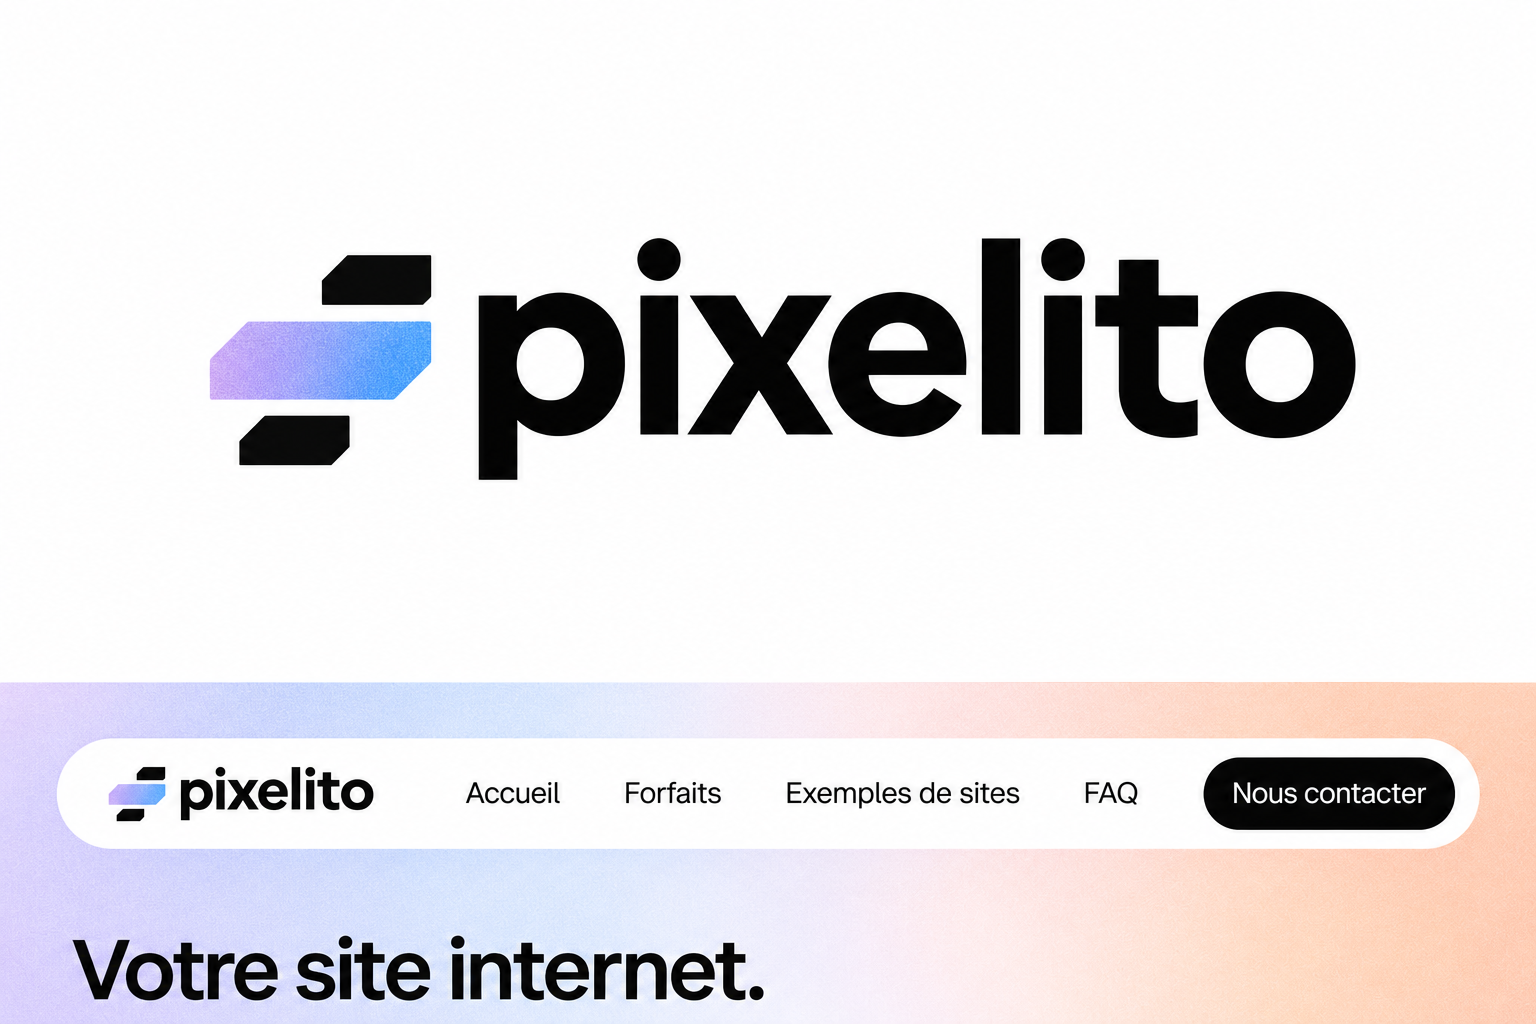 pixelito
pixelito Accueil Forfaits Exemples de sites FAQ Nous contacter
Votre site internet.